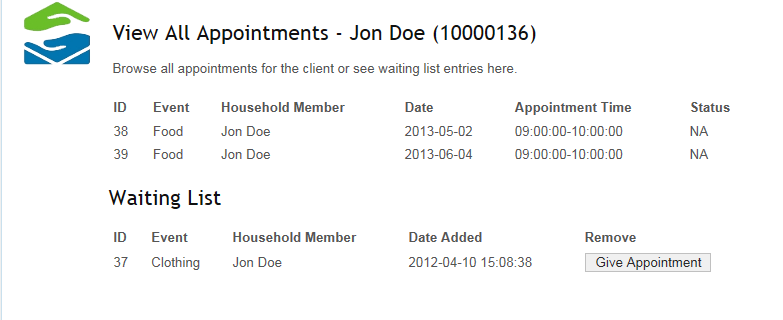 View All Appointments - Jon Doe (10000136)
Browse all appointments for the client or see waiting list entries here.
ID Event Household Member Date Appointment Time Status
38 Food Jon Doe 2013-05-02 09:00:00-10:00:00 NA
39 Food Jon Doe 2013-06-04 09:00:00-10:00:00 NA
Waiting List
ID Event Household Member Date Added Remove
37 Clothing Jon Doe 2012-04-10 15:08:38 Give Appointment